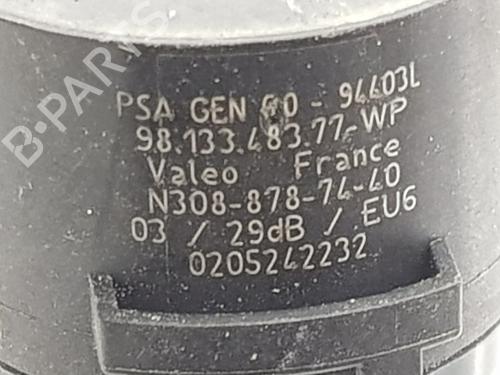 PSA GEN 60 - 94403L
98.133.483.77-WP
Valeo France
N308-878-74-40
03 / 29dB / EU6
0205242232
B-PARTS